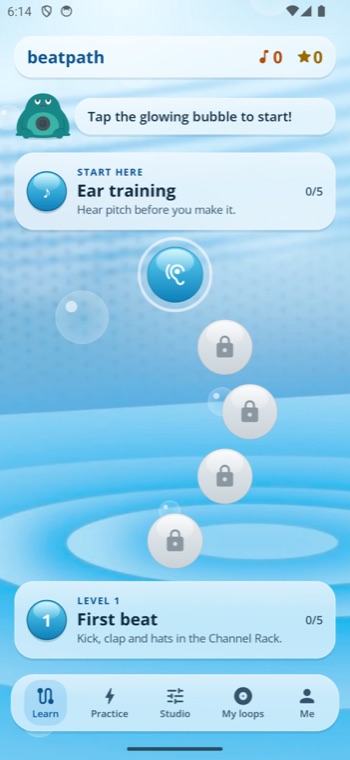 6:14
beatpath
0
0
Tap the glowing bubble to start!
START HERE
Ear training
Hear pitch before you make it.
0/5
LEVEL 1
1
First beat
Kick, clap and hats in the Channel Rack.
0/5
Learn
Practice
Studio
My loops
Me